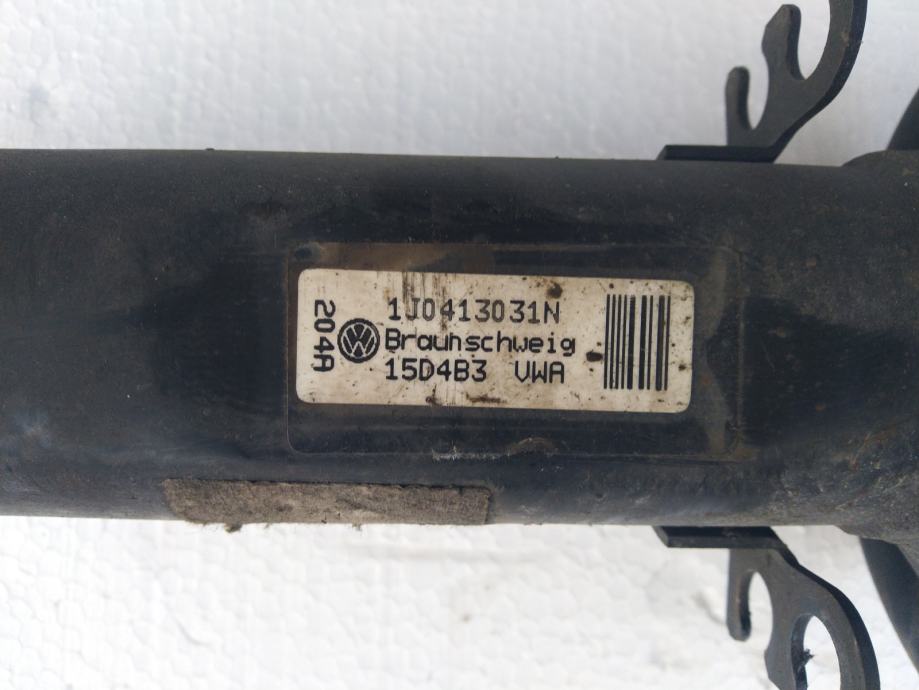 204A
1J0413031N
Braunschweig
15D4B3 VWA